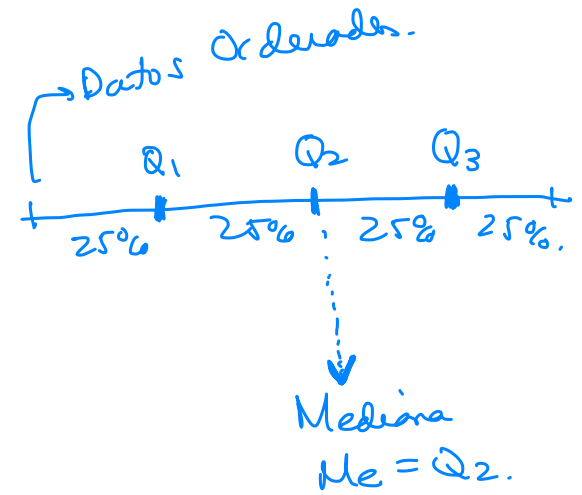 Datos Ordenados.
Q1 Q2 Q3
25% 25% 25% 25%.
Mediana
Me = Q2.